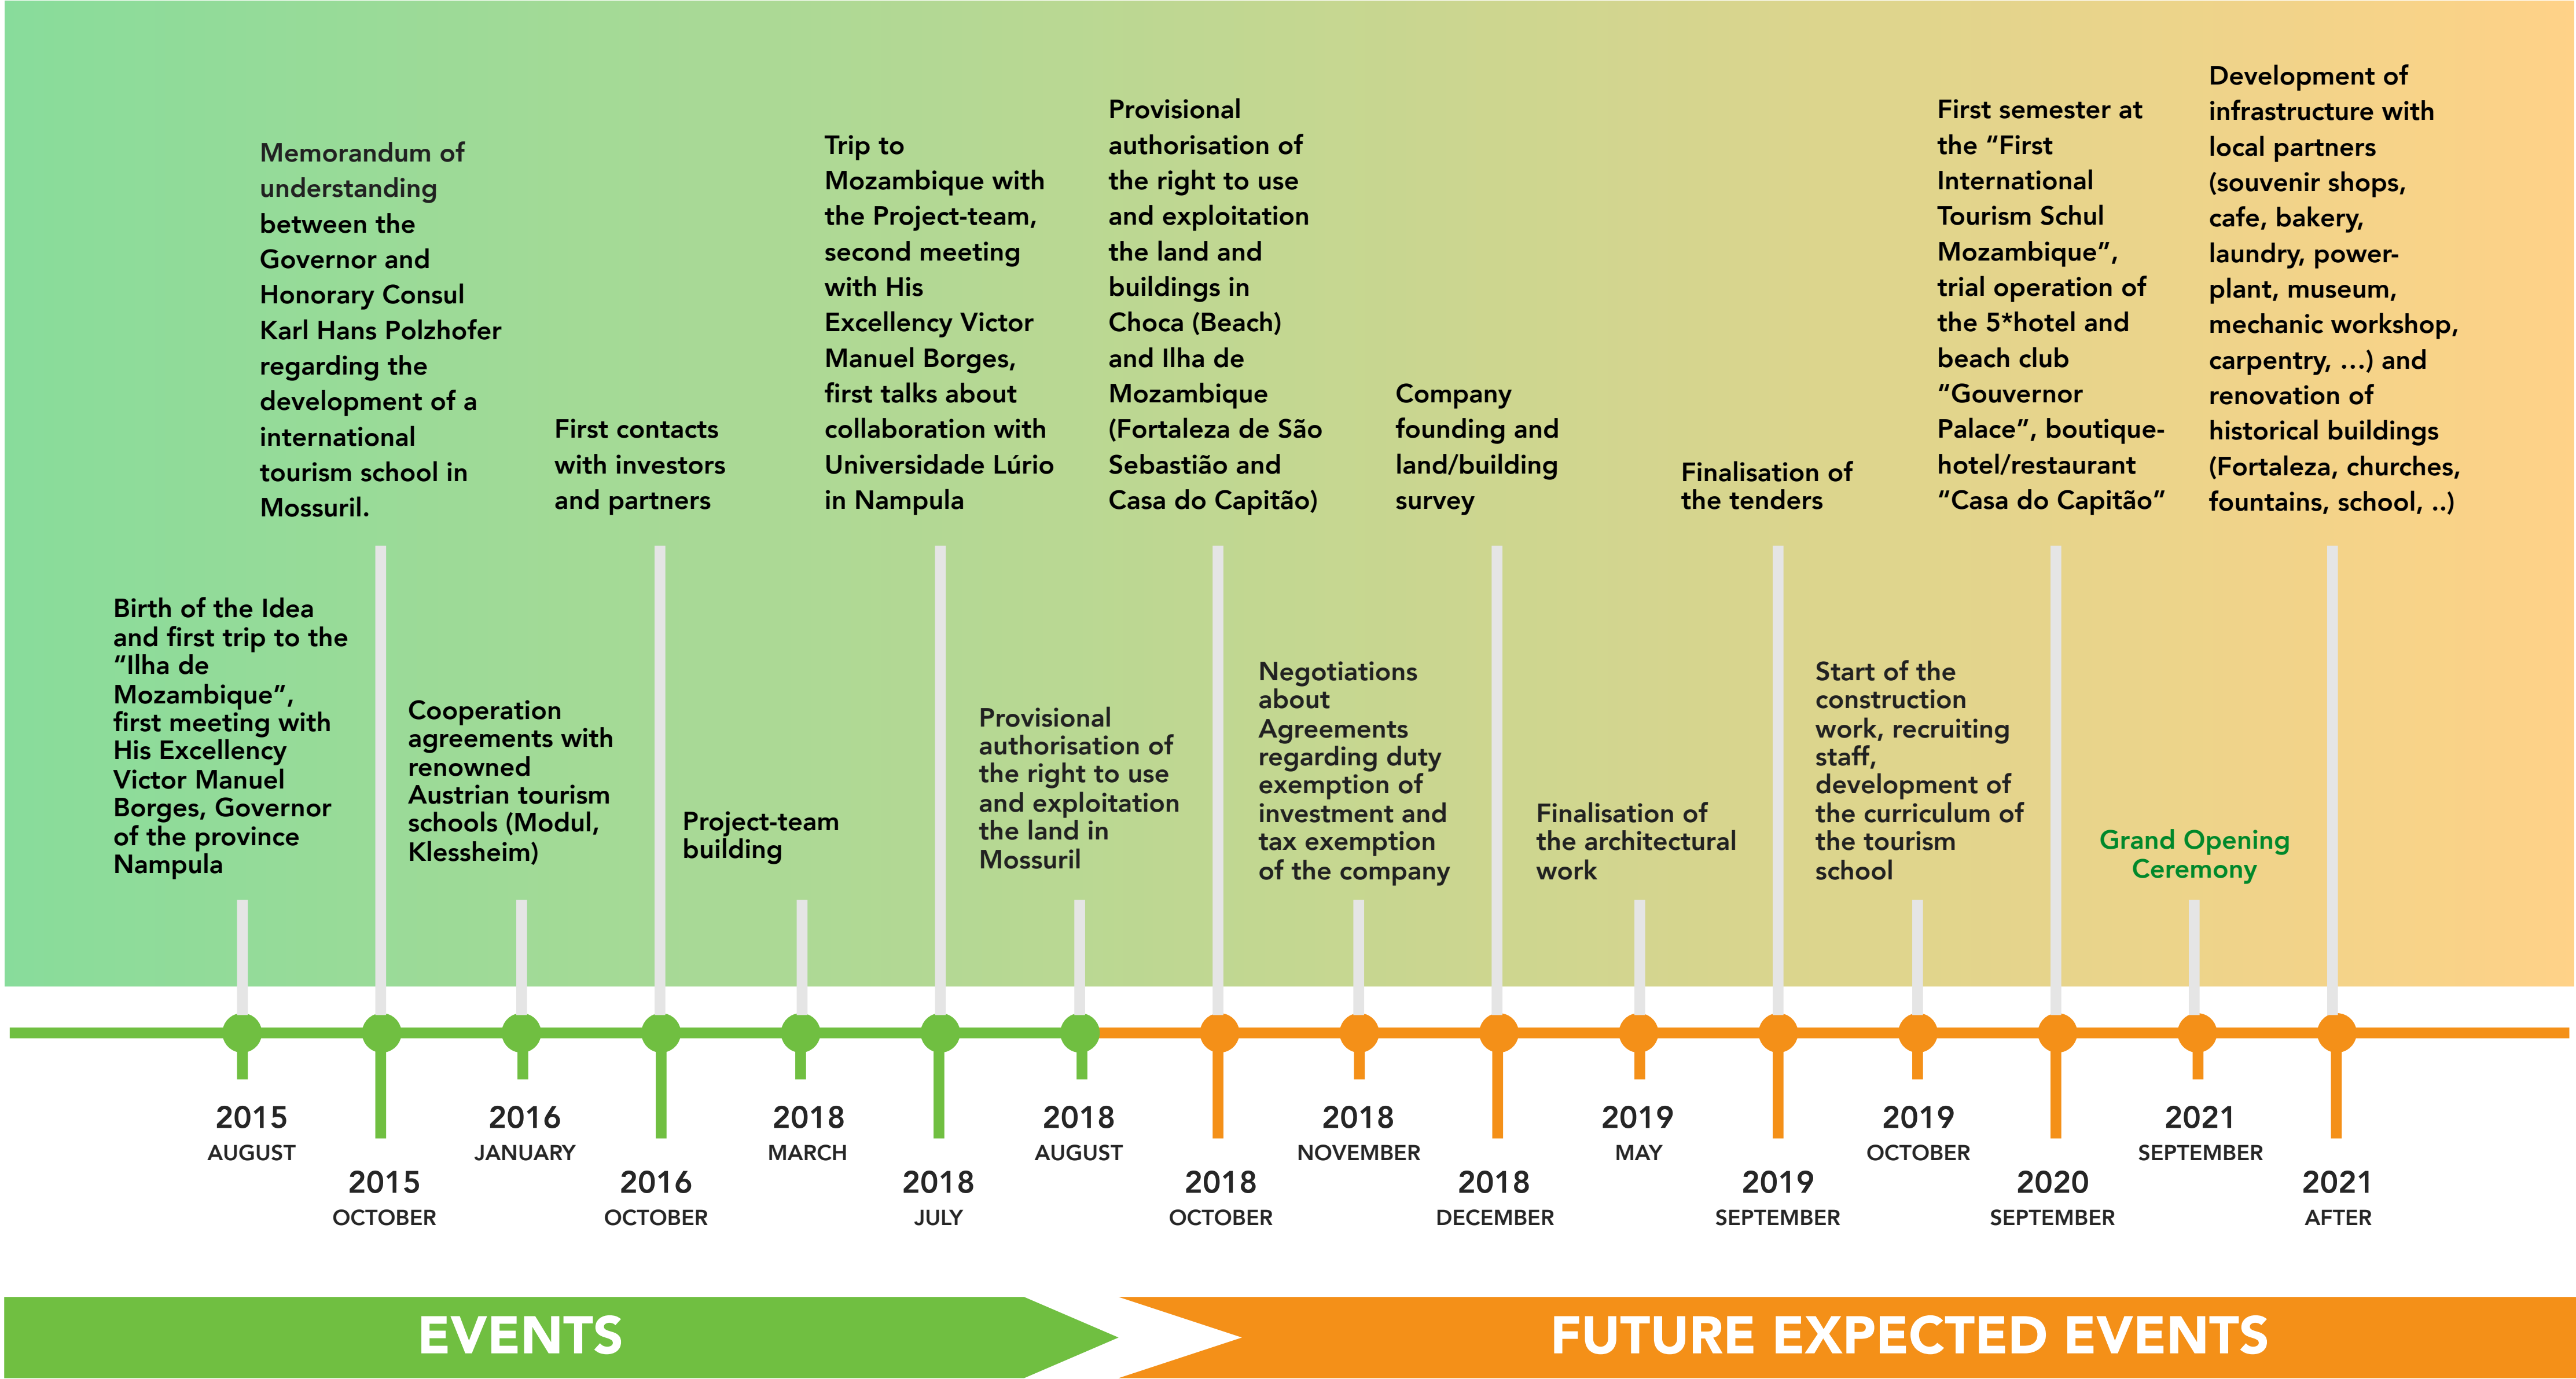 Birth of the Idea
and first trip to the
“Ilha de
Mozambique”,
first meeting with
His Excellency
Victor Manuel
Borges, Governor
of the province
Nampula
2015
AUGUST
Memorandum of
understanding
between the
Governor and
Honorary Consul
Karl Hans Polzhofer
regarding the
development of a
international
tourism school in
Mossuril.
2015
OCTOBER
Cooperation
agreements with
renowned
Austrian tourism
schools (Modul,
Klessheim)
2016
JANUARY
First contacts
with investors
and partners
2016
OCTOBER
Project-team
building
2018
MARCH
Trip to
Mozambique with
the Project-team,
second meeting
with His
Excellency Victor
Manuel Borges,
first talks about
collaboration with
Universidade Lúrio
in Nampula
2018
JULY
Provisional
authorisation of
the right to use
and exploitation
the land in
Mossuril
2018
AUGUST
Provisional
authorisation of
the right to use
and exploitation
the land and
buildings in
Choca (Beach)
and Ilha de
Mozambique
(Fortaleza de São
Sebastião and
Casa do Capitão)
2018
OCTOBER
Negotiations
about
Agreements
regarding duty
exemption of
investment and
tax exemption
of the company
2018
NOVEMBER
Company
founding and
land/building
survey
2018
DECEMBER
Finalisation of
the architectural
work
2019
MAY
Finalisation of
the tenders
2019
SEPTEMBER
Start of the
construction
work, recruiting
staff,
development of
the curriculum of
the tourism
school
2019
OCTOBER
First semester at
the “First
International
Tourism Schul
Mozambique”,
trial operation of
the 5*hotel and
beach club
“Gouvernor
Palace”, boutique-
hotel/restaurant
“Casa do Capitão”
2020
SEPTEMBER
Grand Opening
Ceremony
2021
SEPTEMBER
Development of
infrastructure with
local partners
(souvenir shops,
cafe, bakery,
laundry, power-
plant, museum,
mechanic workshop,
carpentry, …) and
renovation of
historical buildings
(Fortaleza, churches,
fountains, school, ..)
2021
AFTER
EVENTS
FUTURE EXPECTED EVENTS